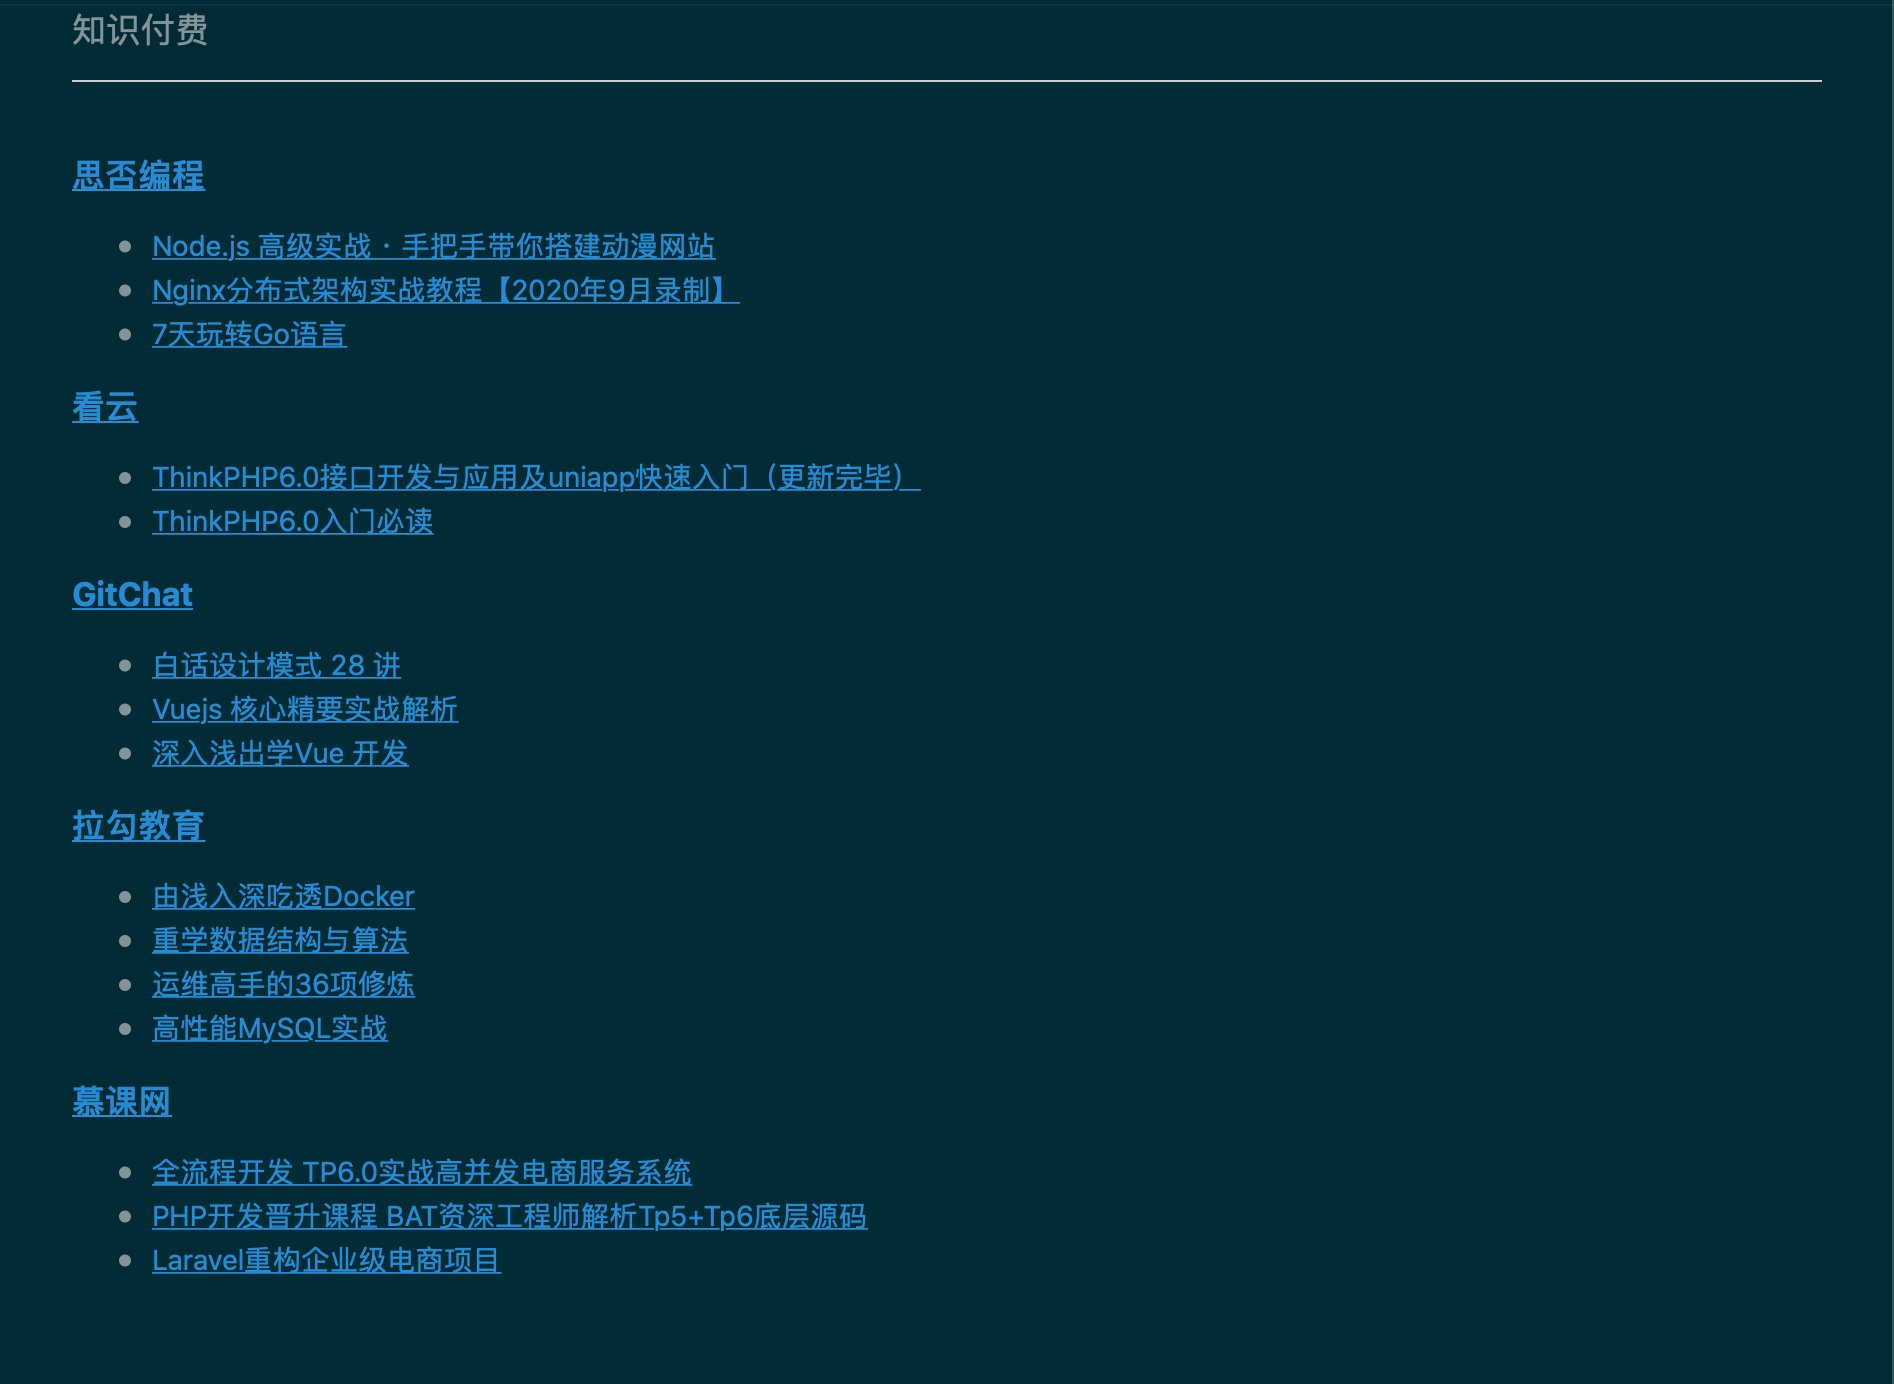 知识付费
思否编程
Node.js 高级实战 · 手把手带你搭建动漫网站
Nginx分布式架构实战教程【2020年9月录制】
7天玩转Go语言
看云
ThinkPHP6.0接口开发与应用及uniapp快速入门（更新完毕）
ThinkPHP6.0入门必读
GitChat
白话设计模式 28 讲
Vuejs 核心精要实战解析
深入浅出学Vue 开发
拉勾教育
由浅入深吃透Docker
重学数据结构与算法
运维高手的36项修炼
高性能MySQL实战
慕课网
全流程开发 TP6.0实战高并发电商服务系统
PHP开发晋升课程 BAT资深工程师解析Tp5+Tp6底层源码
Laravel重构企业级电商项目